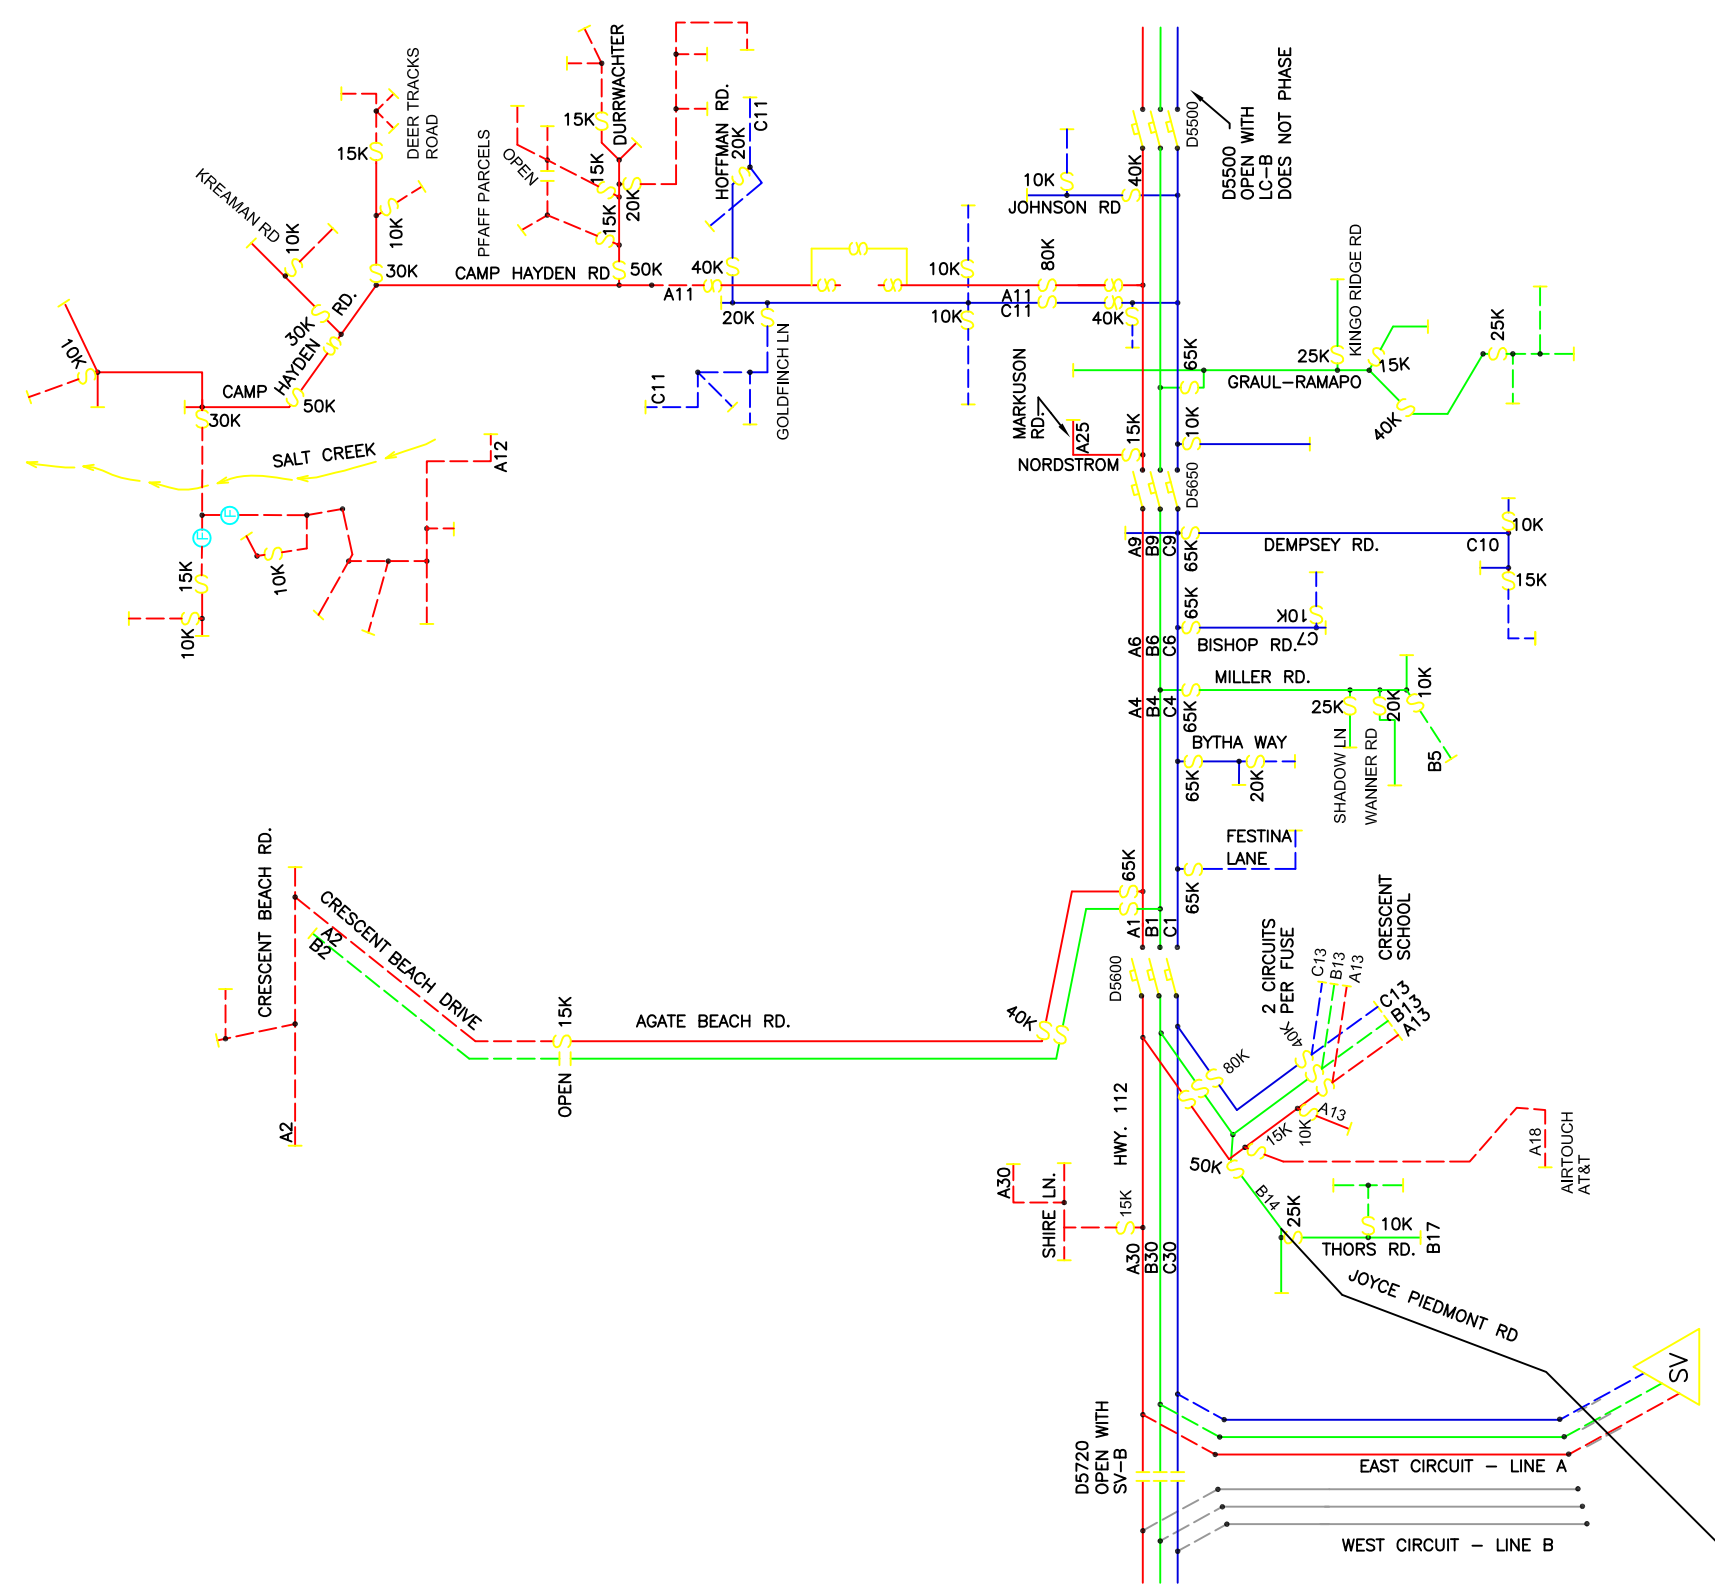 DEER TRACKS
ROAD
15K
KREAMAN RD
10K
10K
30K
30K
CAMP HAYDEN RD.
50K
10K
30K
SALT CREEK
A12
F
F
15K
10K
10K
PFAFF PARCELS
OPEN
15K
DURRWACHTER
15K
15K
20K
50K
CAMP HAYDEN RD
A11
HOFFMAN RD.
20K
C11
40K
20K
GOLDFINCH LN
C11
10K
10K
80K
A11
C11
40K
10K
JOHNSON RD
40K
D5500
D5500
OPEN WITH
LC-B
DOES NOT PHASE
65K
GRAUL-RAMAPO
25K
KINGO RIDGE RD
15K
40K
25K
MARKUSON
RD.
A25
15K
NORDSTROM
10K
D5650
A9
B9
C9
65K
DEMPSEY RD.
10K
C10
15K
65K
BISHOP RD.
10K
C7
A6
B6
C6
MILLER RD.
65K
25K
20K
10K
SHADOW LN
WANNER RD
B5
A4
B4
C4
BYTHA WAY
65K
20K
FESTINA
LANE
65K
65K
A1
B1
C1
D5600
CRESCENT BEACH RD.
CRESCENT BEACH DRIVE
A2
B2
A2
15K
OPEN
AGATE BEACH RD.
40K
2 CIRCUITS
PER FUSE
CRESCENT
SCHOOL
C13
B13
A13
C13
B13
A13
40K
80K
A13
10K
15K
50K
B14
A18
AIRTOUCH
AT&T
HWY. 112
A30
SHIRE LN.
15K
A30
B30
C30
25K
10K
THORS RD.
B17
JOYCE PIEDMONT RD
SV
D5720
OPEN WITH
SV-B
EAST CIRCUIT - LINE A
WEST CIRCUIT - LINE B